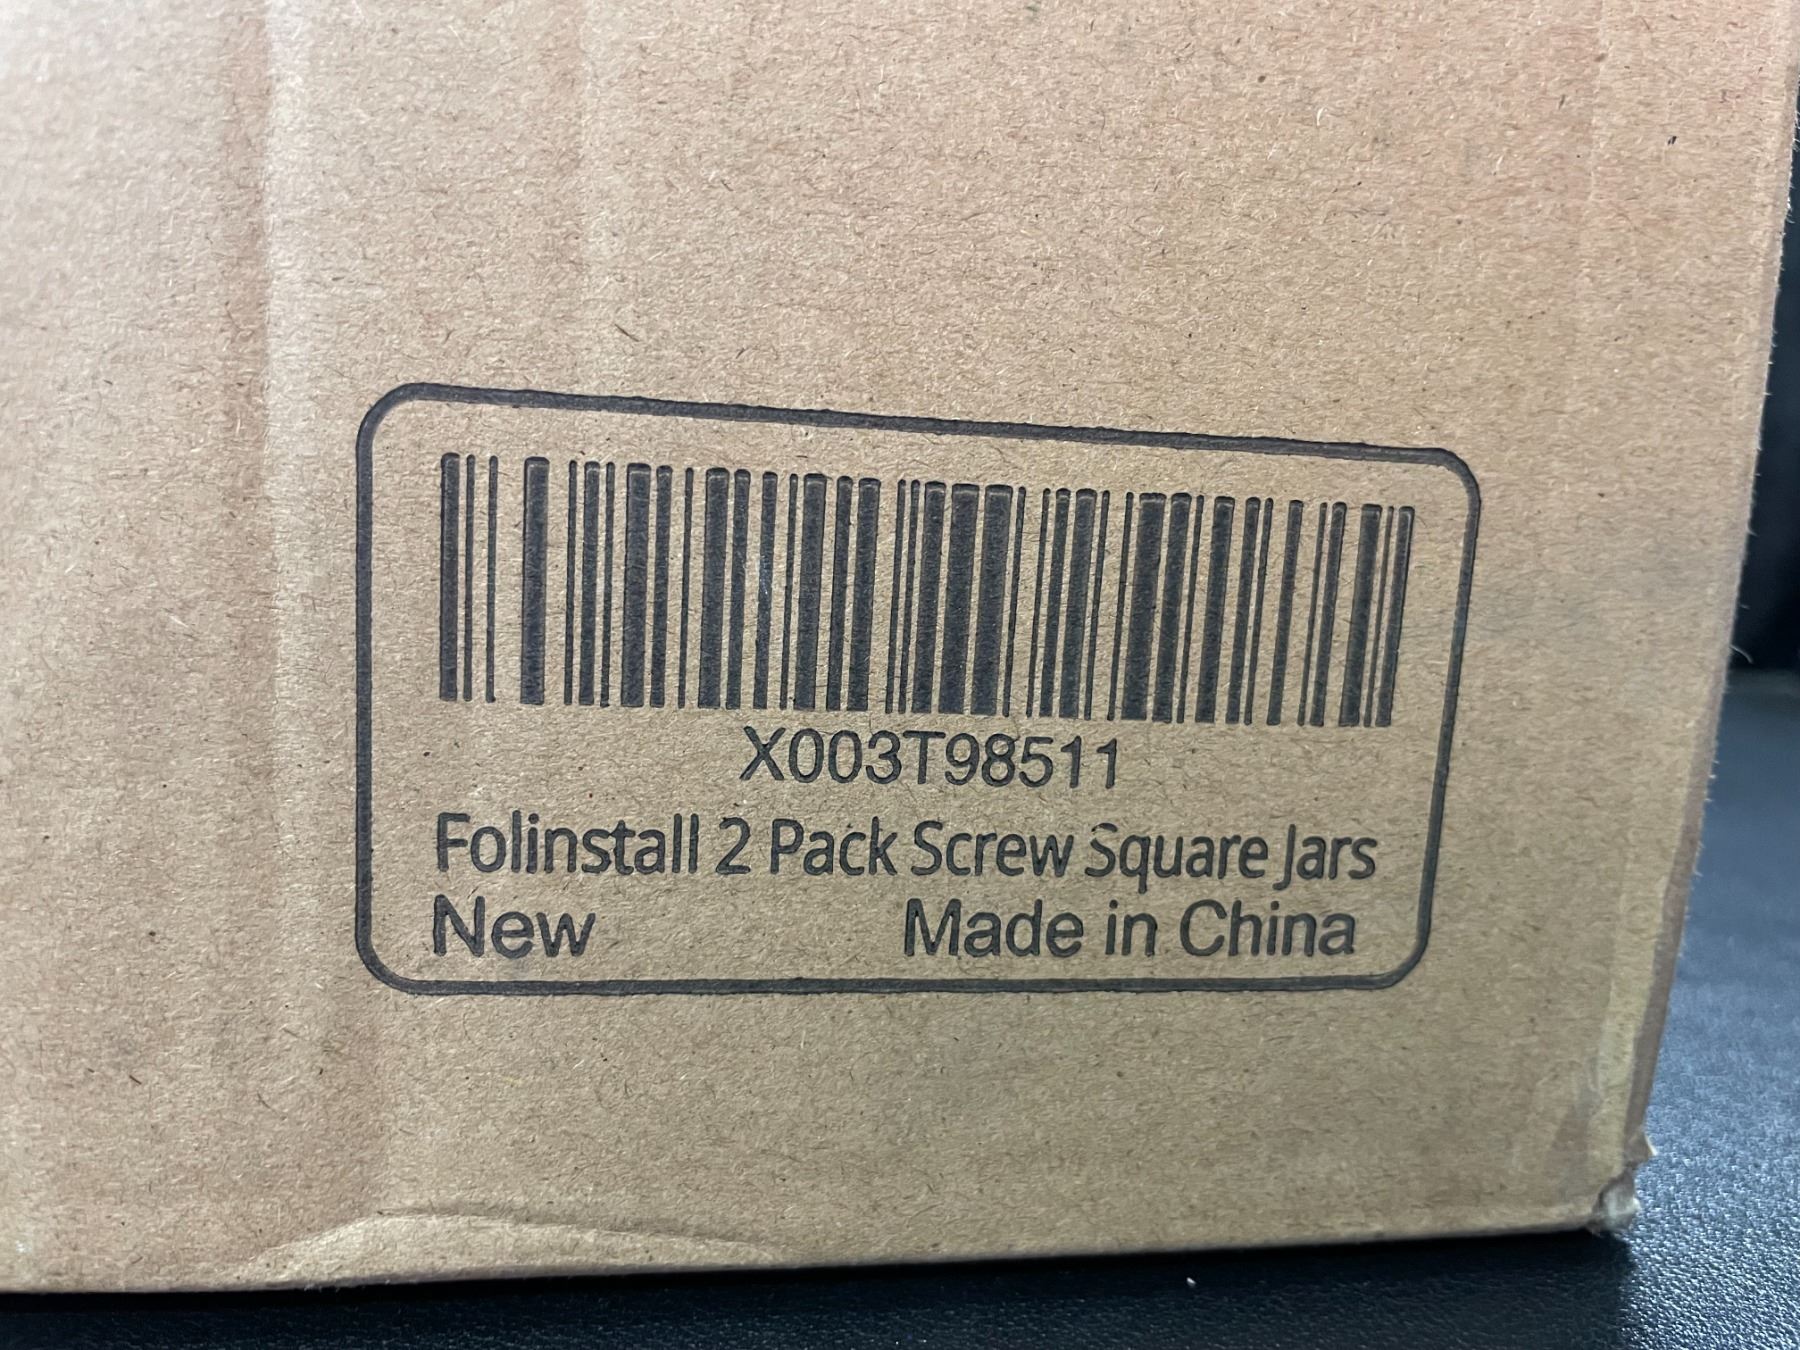 X003T98511
Folinstall 2 Pack Screw Square Jars
New Made in China